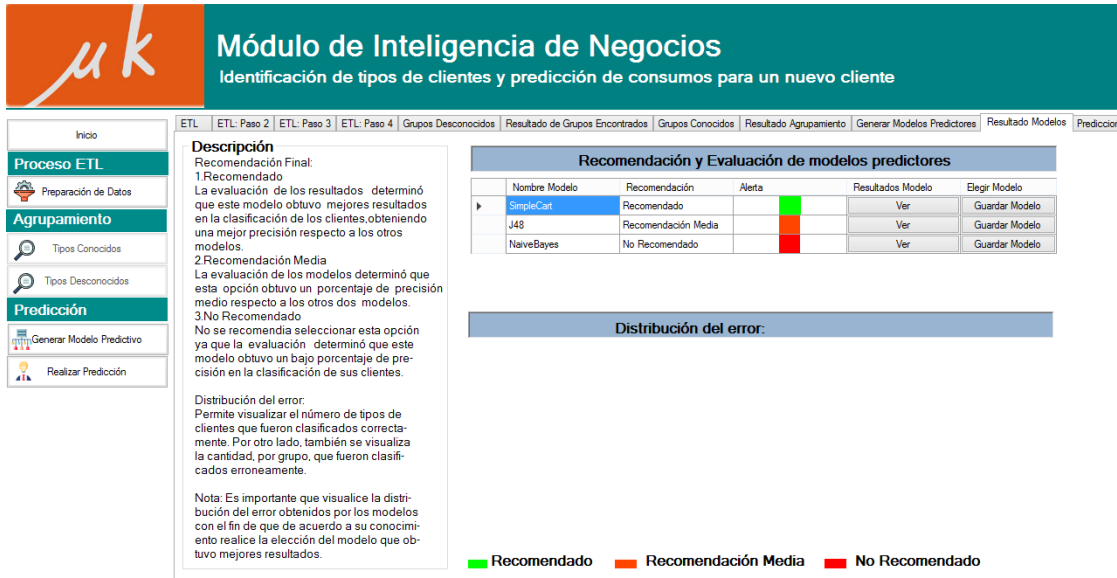 μk
Módulo de Inteligencia de Negocios
Identificación de tipos de clientes y predicción de consumos para un nuevo cliente
Inicio
Proceso ETL
Preparación de Datos
Agrupamiento
Tipos Conocidos
Tipos Desconocidos
Predicción
Generar Modelo Predictivo
Realizar Predicción
ETL ETL: Paso 2 ETL: Paso 3 ETL: Paso 4 Grupos Desconocidos Resultado de Grupos Encontrados Grupos Conocidos Resultado Agrupamiento Generar Modelos Predictores Resultado Modelos Prediccion
Descripción
Recomendación Final:
1.Recomendado
La evaluación de los resultados determinó
que este modelo obtuvo mejores resultados
en la clasificación de los clientes,obteniendo
una mejor precisión respecto a los otros
modelos.
2.Recomendación Media
La evaluación de los modelos determinó que
esta opción obtuvo un porcentaje de precisión
medio respecto a los otros dos modelos.
3.No Recomendado
No se recomendia seleccionar esta opción
ya que la evaluación determinó que este
modelo obtuvo un bajo porcentaje de pre-
cisión en la clasificación de sus clientes.
Distribución del error:
Permite visualizar el número de tipos de
clientes que fueron clasificados correcta-
mente. Por otro lado, también se visualiza
la cantidad, por grupo, que fueron clasifi-
cados erroneamente.
Nota: Es importante que visualice la distri-
bución del error obtenidos por los modelos
con el fin de que de acuerdo a su conocimi-
ento realice la elección del modelo que ob-
tuvo mejores resultados.
Recomendación y Evaluación de modelos predictores
Nombre Modelo Recomendación Alerta Resultados Modelo Elegir Modelo
SimpleCart Recomendado Ver Guardar Modelo
J48 Recomendación Media Ver Guardar Modelo
NaiveBayes No Recomendado Ver Guardar Modelo
Distribución del error:
Recomendado Recomendación Media No Recomendado